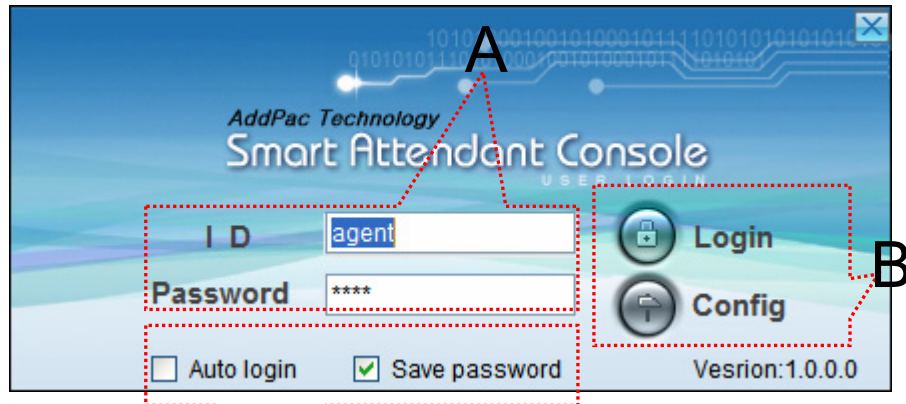 A
AddPac Technology
Smart Attendant Console
USER LOGIN
I D agent
Login
B
Password ****
Config
Auto login Save password Vesrion:1.0.0.0